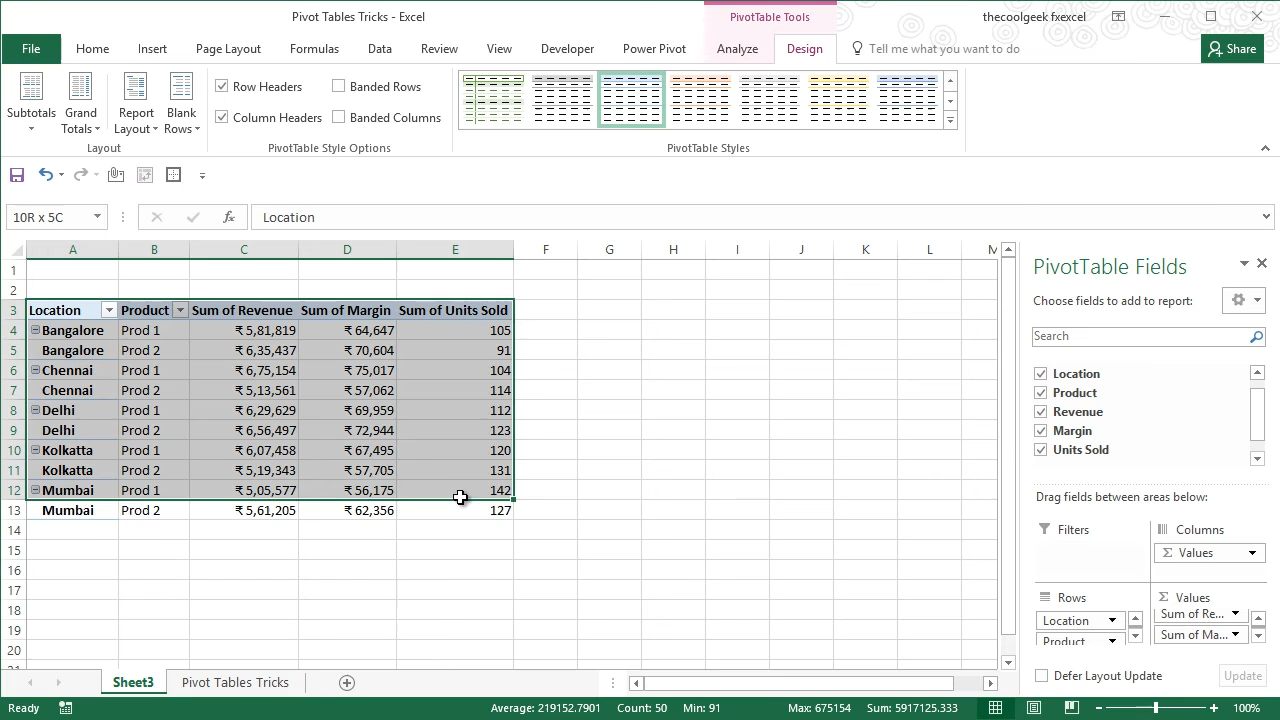 Pivot Tables Tricks - Excel
PivotTable Tools
thecoolgeek fxexcel
File Home Insert Page Layout Formulas Data Review View Developer Power Pivot Analyze Design Tell me what you want to do Share
Subtotals
Grand Totals
Report Layout
Blank Rows
Layout
Row Headers
Banded Rows
Column Headers
Banded Columns
PivotTable Style Options
PivotTable Styles
10R x 5C fx Location
A B C D E F G H I J K L M
1
2
3 Location Product Sum of Revenue Sum of Margin Sum of Units Sold
4 Bangalore Prod 1 ₹ 5,81,819 ₹ 64,647 105
5 Bangalore Prod 2 ₹ 6,35,437 ₹ 70,604 91
6 Chennai Prod 1 ₹ 6,75,154 ₹ 75,017 104
7 Chennai Prod 2 ₹ 5,13,561 ₹ 57,062 114
8 Delhi Prod 1 ₹ 6,29,629 ₹ 69,959 112
9 Delhi Prod 2 ₹ 6,56,497 ₹ 72,944 123
10 Kolkatta Prod 1 ₹ 6,07,458 ₹ 67,495 120
11 Kolkatta Prod 2 ₹ 5,19,343 ₹ 57,705 131
12 Mumbai Prod 1 ₹ 5,05,577 ₹ 56,175 142
13 Mumbai Prod 2 ₹ 5,61,205 ₹ 62,356 127
14
15
16
17
18
19
20
21
PivotTable Fields
Choose fields to add to report:
Search
Location
Product
Revenue
Margin
Units Sold
Drag fields between areas below:
Filters
Columns
Σ Values
Rows
Σ Values
Location
Product
Sum of Re...
Sum of Ma...
Defer Layout Update
Update
Sheet3 Pivot Tables Tricks
Ready Average: 219152.7901 Count: 50 Min: 91 Max: 675154 Sum: 5917125.333 100%